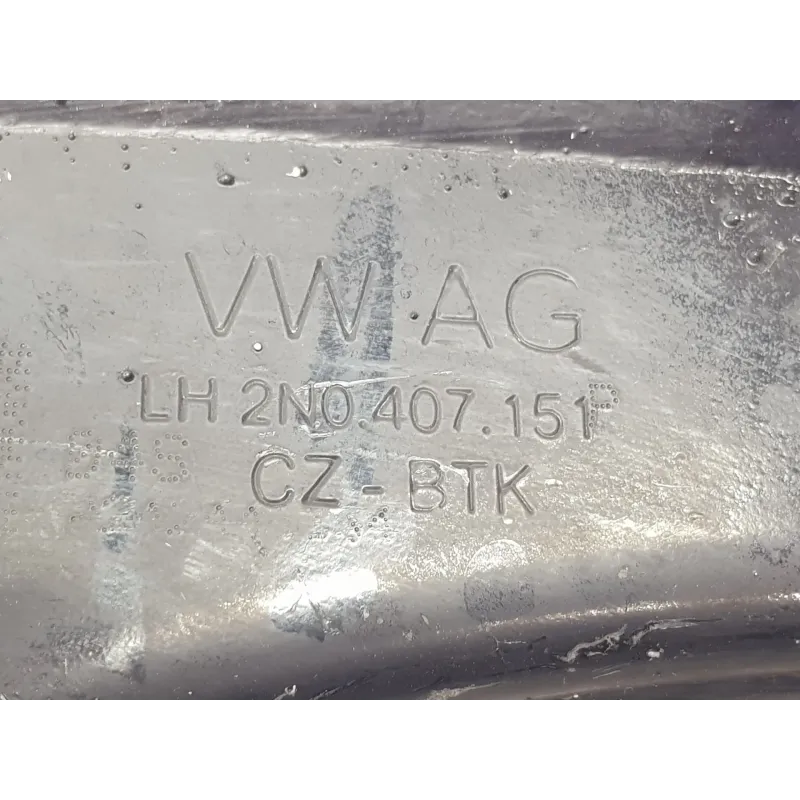 VW AG
LH 2N0.407.151 P
CZ - BTK